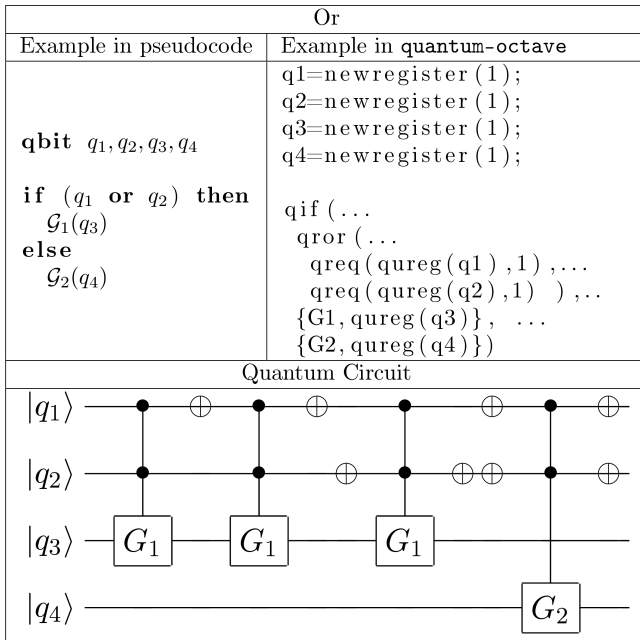 Or
Example in pseudocode
Example in quantum-octave
qbit q₁, q₂, q₃, q₄
if (q₁ or q₂) then
𝒢₁(q₃)
else
𝒢₂(q₄)
q1=newregister(1);
q2=newregister(1);
q3=newregister(1);
q4=newregister(1);
qif(...
qror(...
qreq(qureg(q1),1),...
qreq(qureg(q2),1) ),..
{G1,qureg(q3)}, ...
{G2,qureg(q4)})
Quantum Circuit
|q₁⟩
|q₂⟩
|q₃⟩ G₁ G₁ G₁
|q₄⟩ G₂